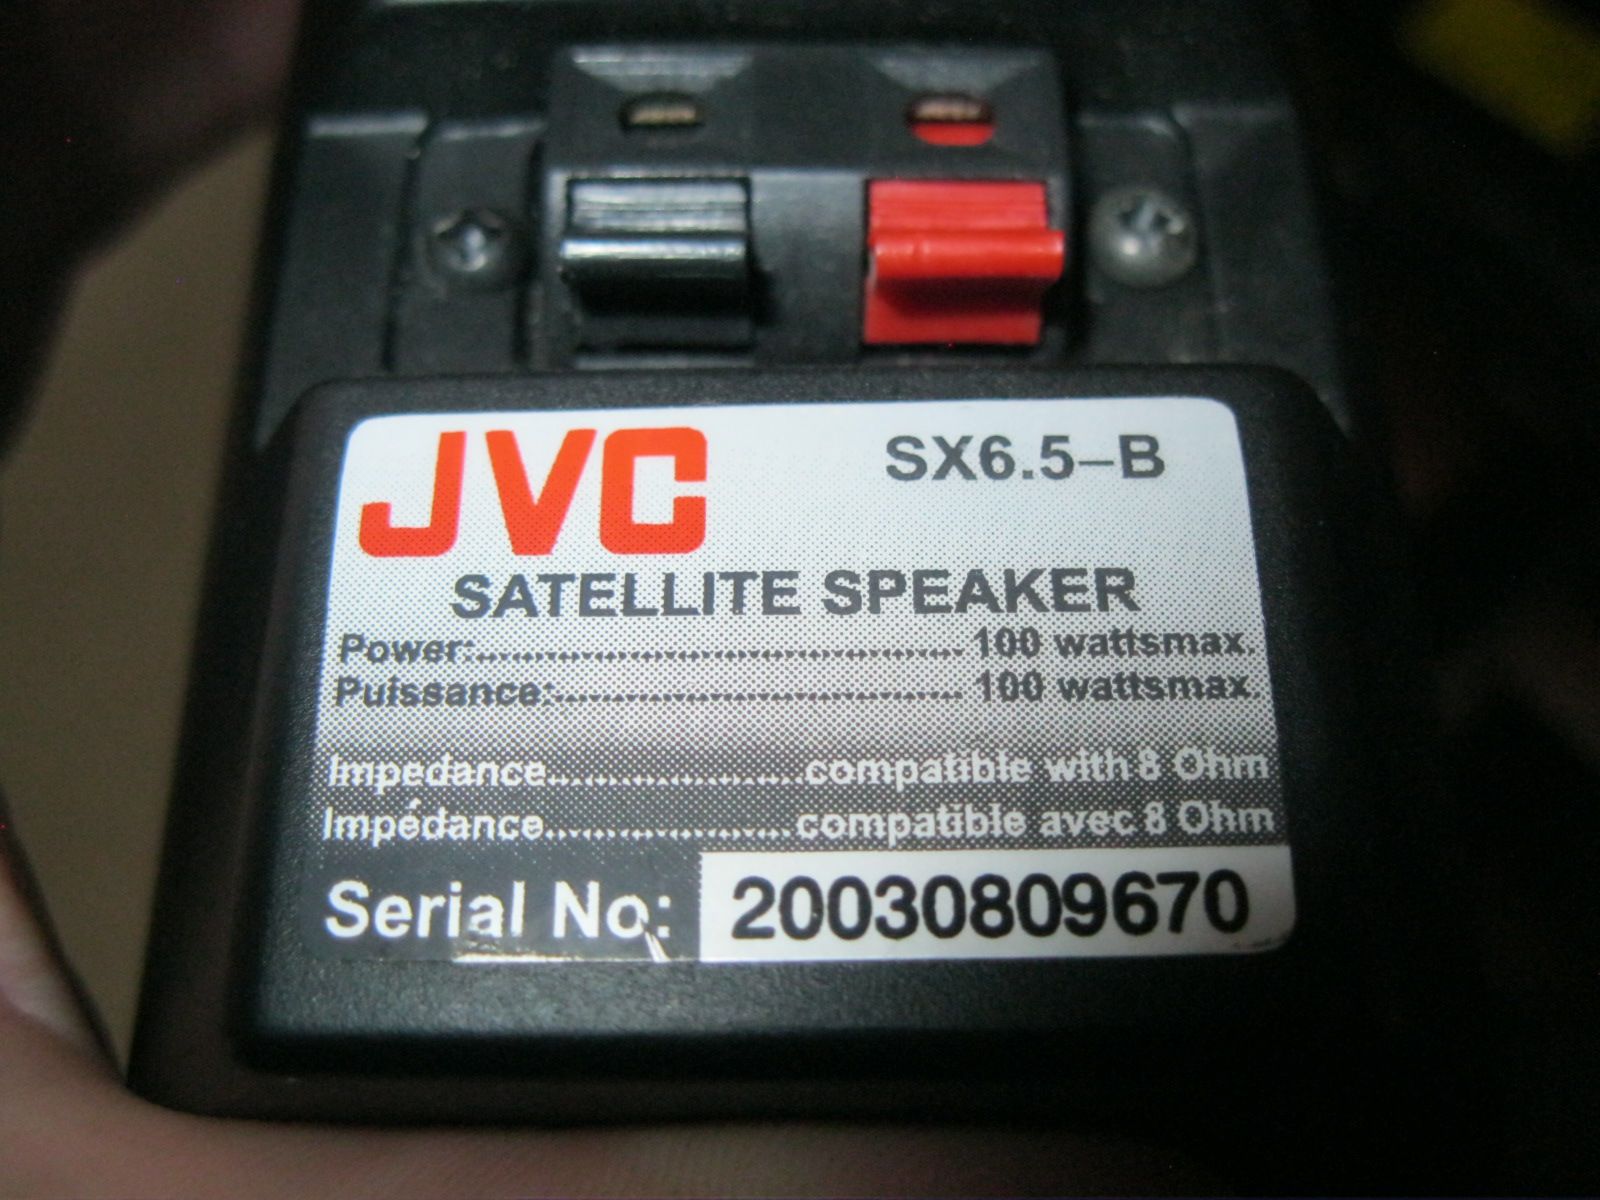 JVC SX6.5-B
SATELLITE SPEAKER
Power:........................................ 100 wattsmax.
Puissance:.................................. 100 wattsmax.
Impedance......................compatible with 8 Ohm
Impédance.....................compatible avec 8 Ohm
Serial No: 20030809670